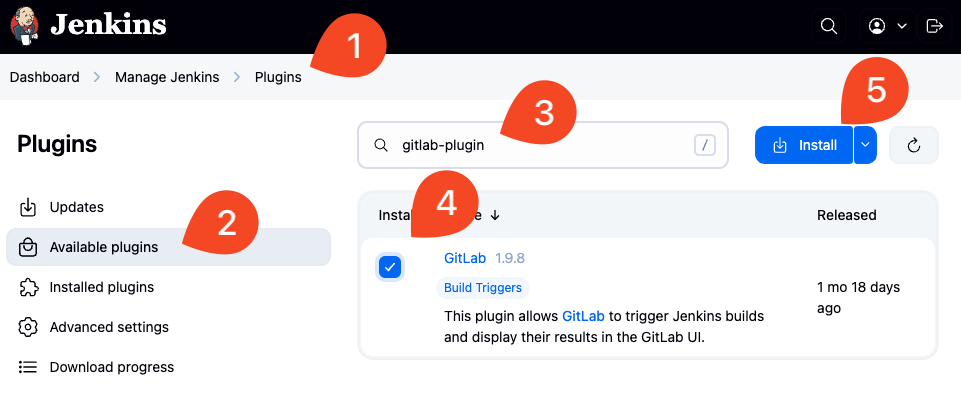 Jenkins
1
Dashboard > Manage Jenkins > Plugins
Plugins
3
gitlab-plugin
/
5
Install
Updates
2
Available plugins
Installed plugins
Advanced settings
Download progress
4
Released
GitLab 1.9.8
Build Triggers
This plugin allows GitLab to trigger Jenkins builds
and display their results in the GitLab UI.
1 mo 18 days
ago